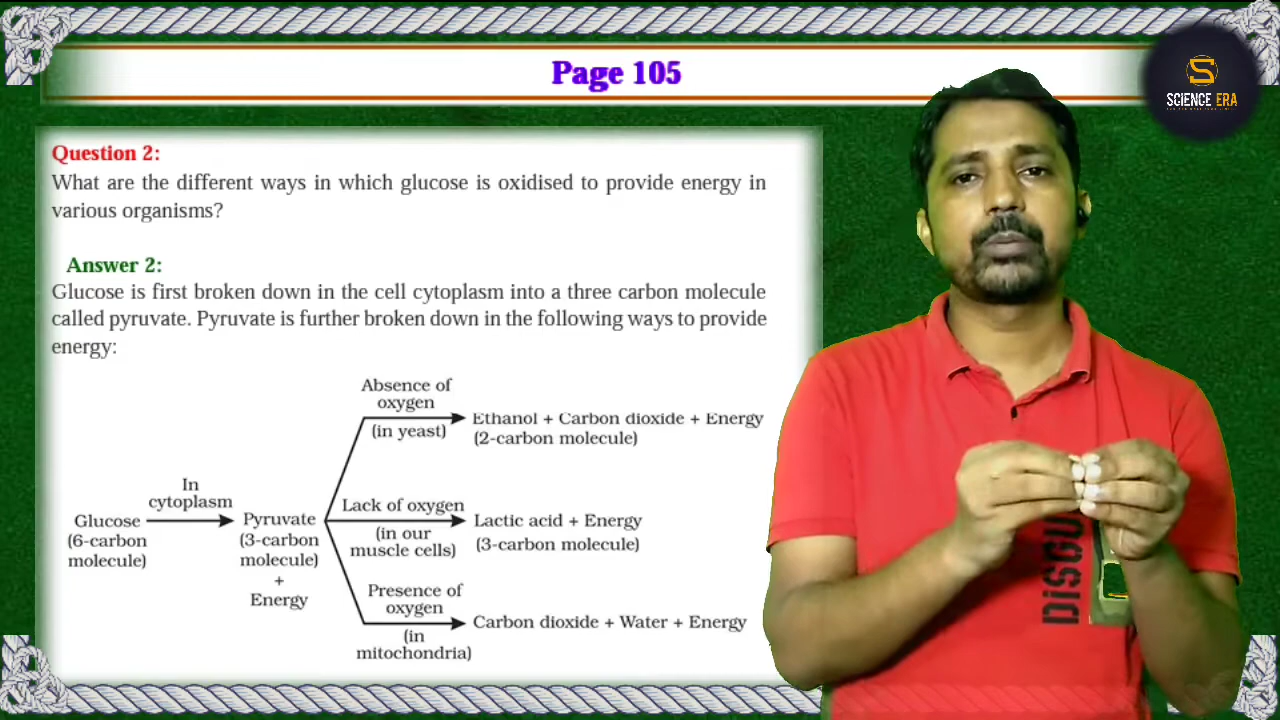 Page 105
SCIENCE ERA
Question 2:
What are the different ways in which glucose is oxidised to provide energy in
various organisms?
Answer 2:
Glucose is first broken down in the cell cytoplasm into a three carbon molecule
called pyruvate. Pyruvate is further broken down in the following ways to provide
energy:
Absence of
oxygen
(in yeast)
Ethanol + Carbon dioxide + Energy
(2-carbon molecule)
In
cytoplasm
Glucose
(6-carbon
molecule)
Pyruvate
(3-carbon
molecule)
+
Energy
Lack of oxygen
(in our
muscle cells)
Lactic acid + Energy
(3-carbon molecule)
Presence of
oxygen
(in
mitochondria)
Carbon dioxide + Water + Energy